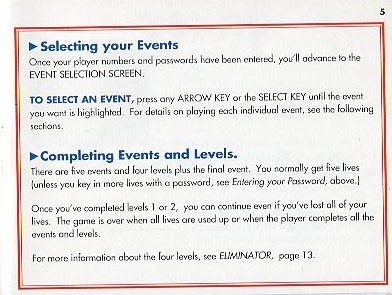 5
►Selecting your Events
Once your player numbers and passwords have been entered, you'll advance to the
EVENT SELECTION SCREEN.
TO SELECT AN EVENT, press any ARROW KEY or the SELECT KEY until the event
you want is highlighted. For details on playing each individual event, see the following
sections.
►Completing Events and Levels.
There are five events and four levels plus the final event. You normally get five lives
(unless you key in more lives with a password, see Entering your Password, above.)
Once you've completed levels 1 or 2, you can continue even if you've lost all of your
lives. The game is over when all lives are used up or when the player completes all the
events and levels.
For more information about the four levels, see ELIMINATOR, page 13.